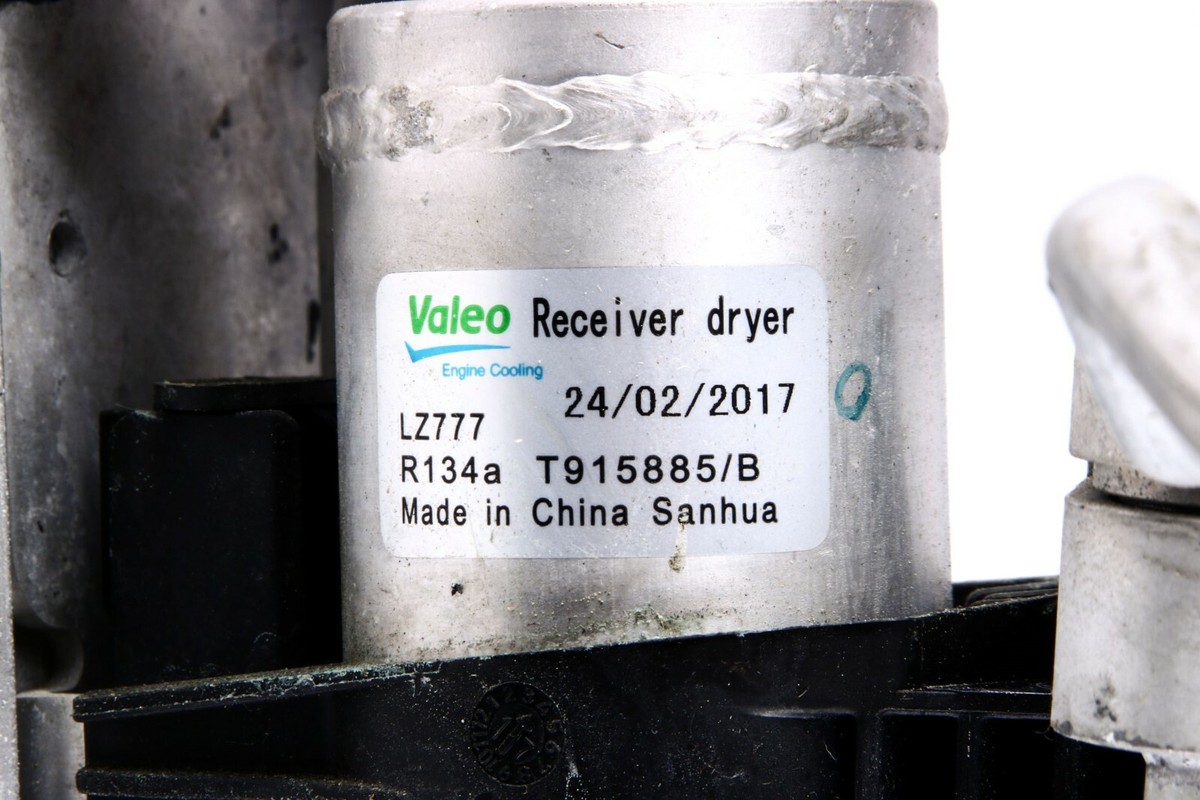 Valeo Receiver dryer
Engine Cooling
24/02/2017
LZ777
R134a T915885/B
Made in China Sanhua